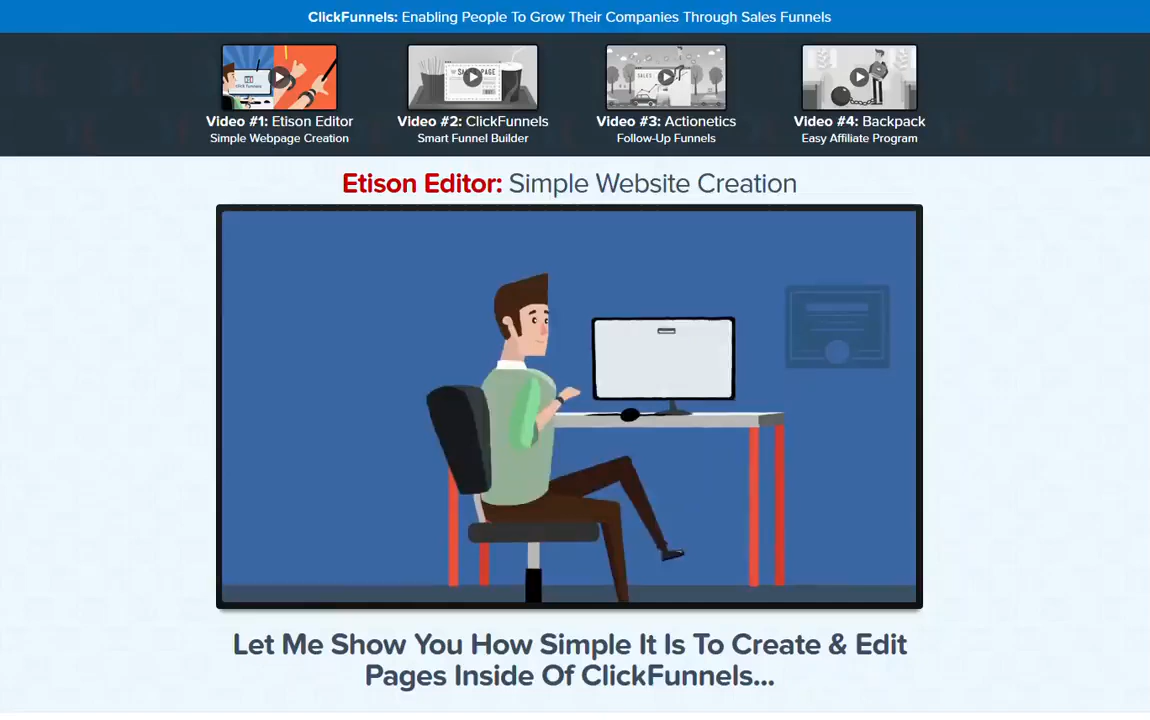 ClickFunnels: Enabling People To Grow Their Companies Through Sales Funnels
Video #1: Etison Editor
Simple Webpage Creation
Video #2: ClickFunnels
Smart Funnel Builder
Video #3: Actionetics
Follow-Up Funnels
Video #4: Backpack
Easy Affiliate Program
Etison Editor: Simple Website Creation
Let Me Show You How Simple It Is To Create & Edit
Pages Inside Of ClickFunnels...